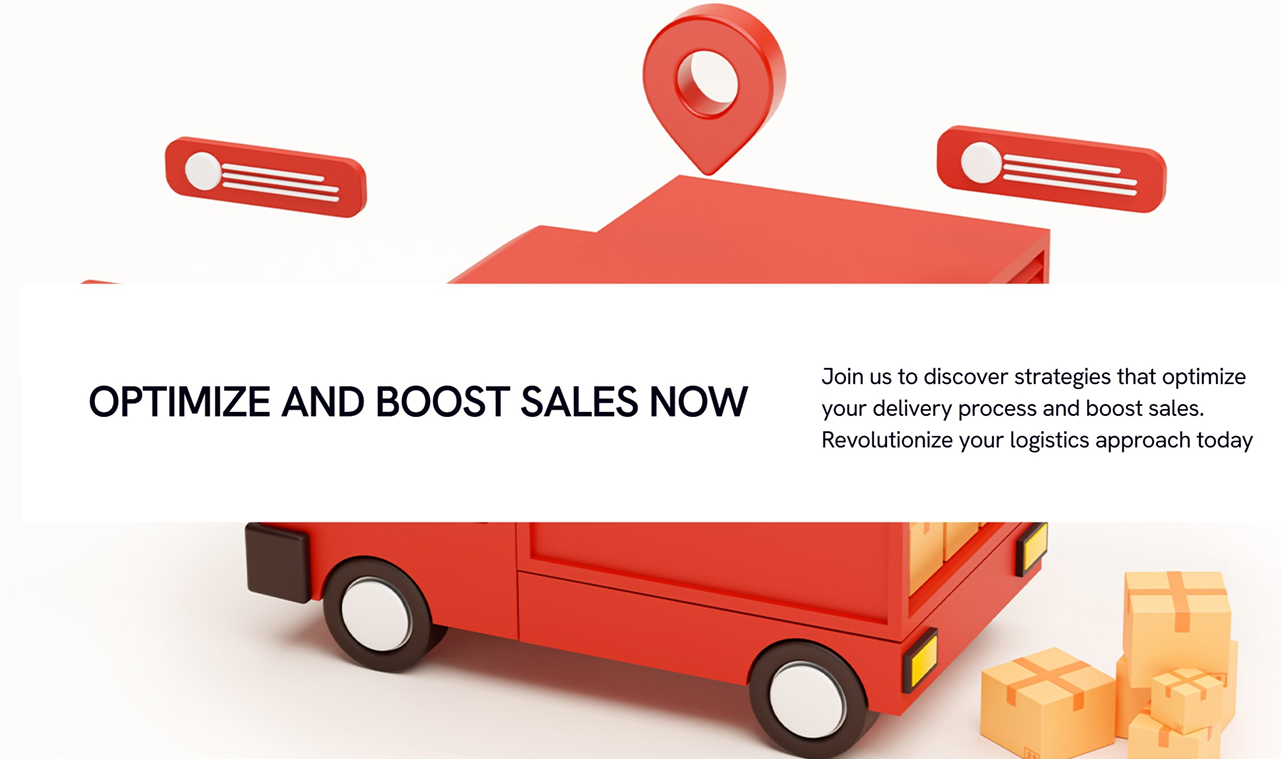 OPTIMIZE AND BOOST SALES NOW
Join us to discover strategies that optimize
your delivery process and boost sales.
Revolutionize your logistics approach today